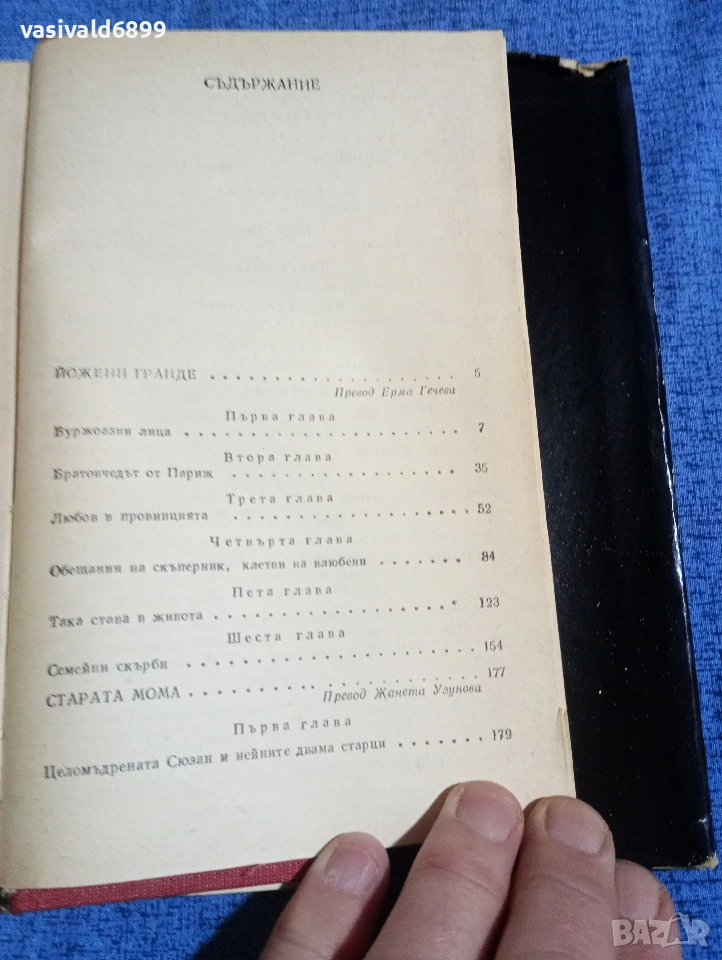 vasivald6899
СЪДЪРЖАНИЕ
ЙОЖЕНИ ГРАНДЕ . . . . . . . . . . . . . . . . . 5
Превод Ерма Гечева
Първа глава
Буржоазни лица . . . . . . . . . . . . . . . . . 7
Втора глава
Братовчедът от Париж . . . . . . . . . . . . . . 35
Трета глава
Любов в провинцията . . . . . . . . . . . . . . 52
Четвърта глава
Обещания на скъперник, клетви на влюбени . . . . . . 84
Пета глава
Така става в живота . . . . . . . . . . . . . . 123
Шеста глава
Семейни скърби . . . . . . . . . . . . . . . . 154
СТАРАТА МОМА . . . . . . . . . . . . . . . . 177
Превод Жанета Узунова
Първа глава
Целомъдрената Сюзан и нейните двама старци . . . . . . 179
BAZAR